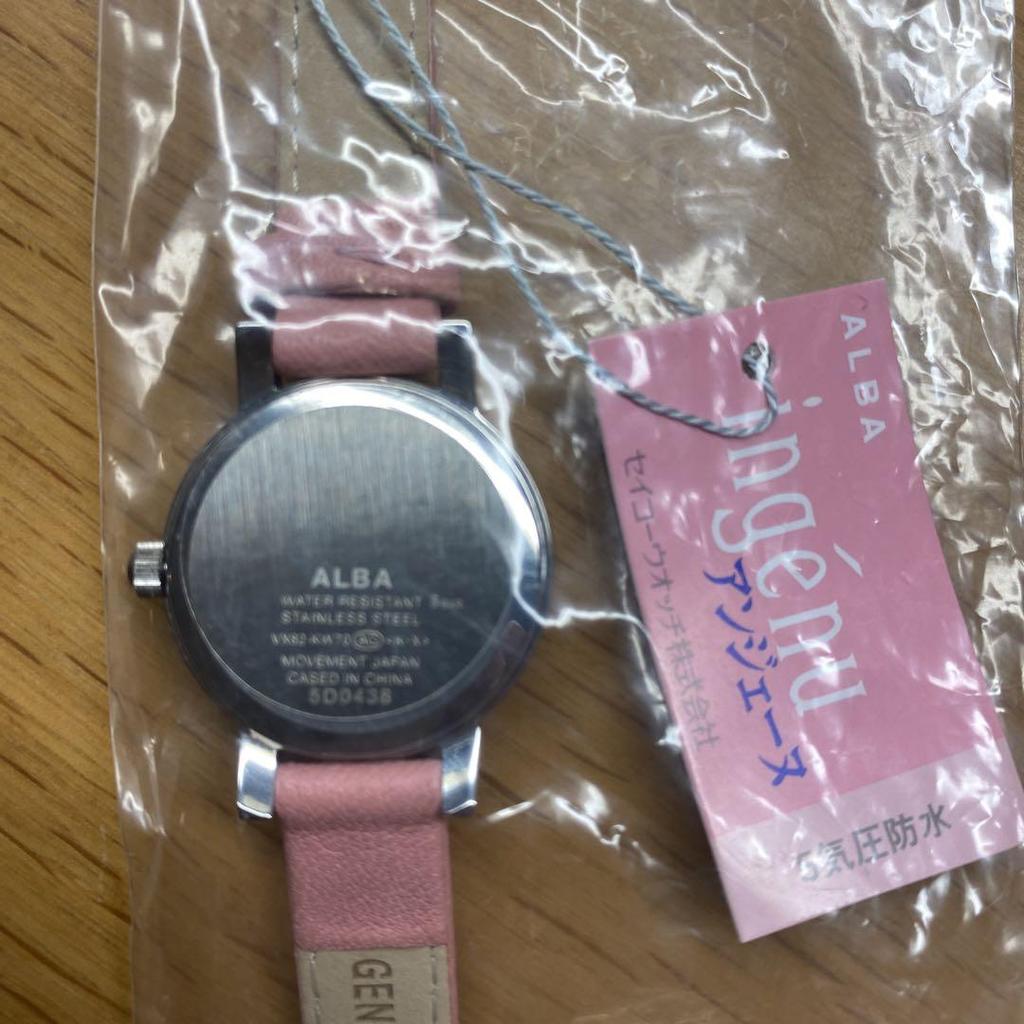 ALBA
WATER RESISTANT 5BAR
STAINLESS STEEL
MOVEMENT JAPAN
CASED IN CHINA
5D0438
GEN
ALBA
ingénu
アンジェーヌ
セイコーウオッチ株式会社
5気圧防水